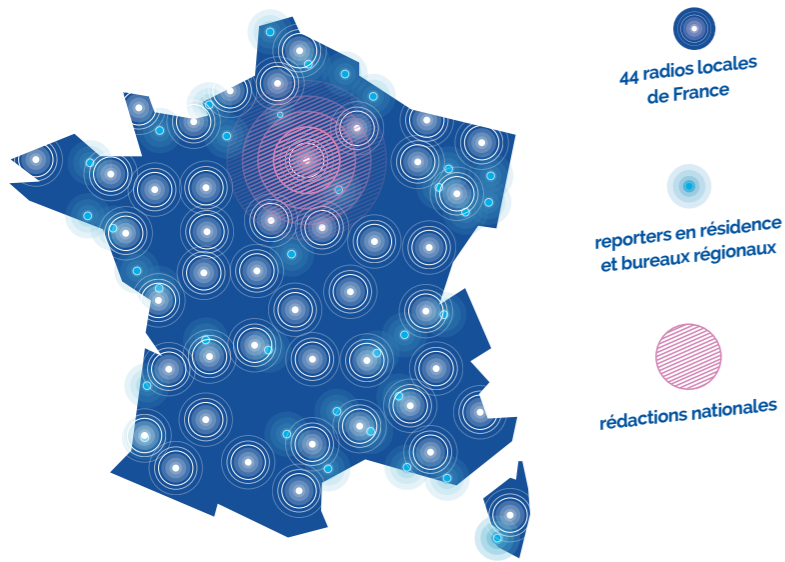 44 radios locales
de France
reporters en résidence
et bureaux régionaux
rédactions nationales